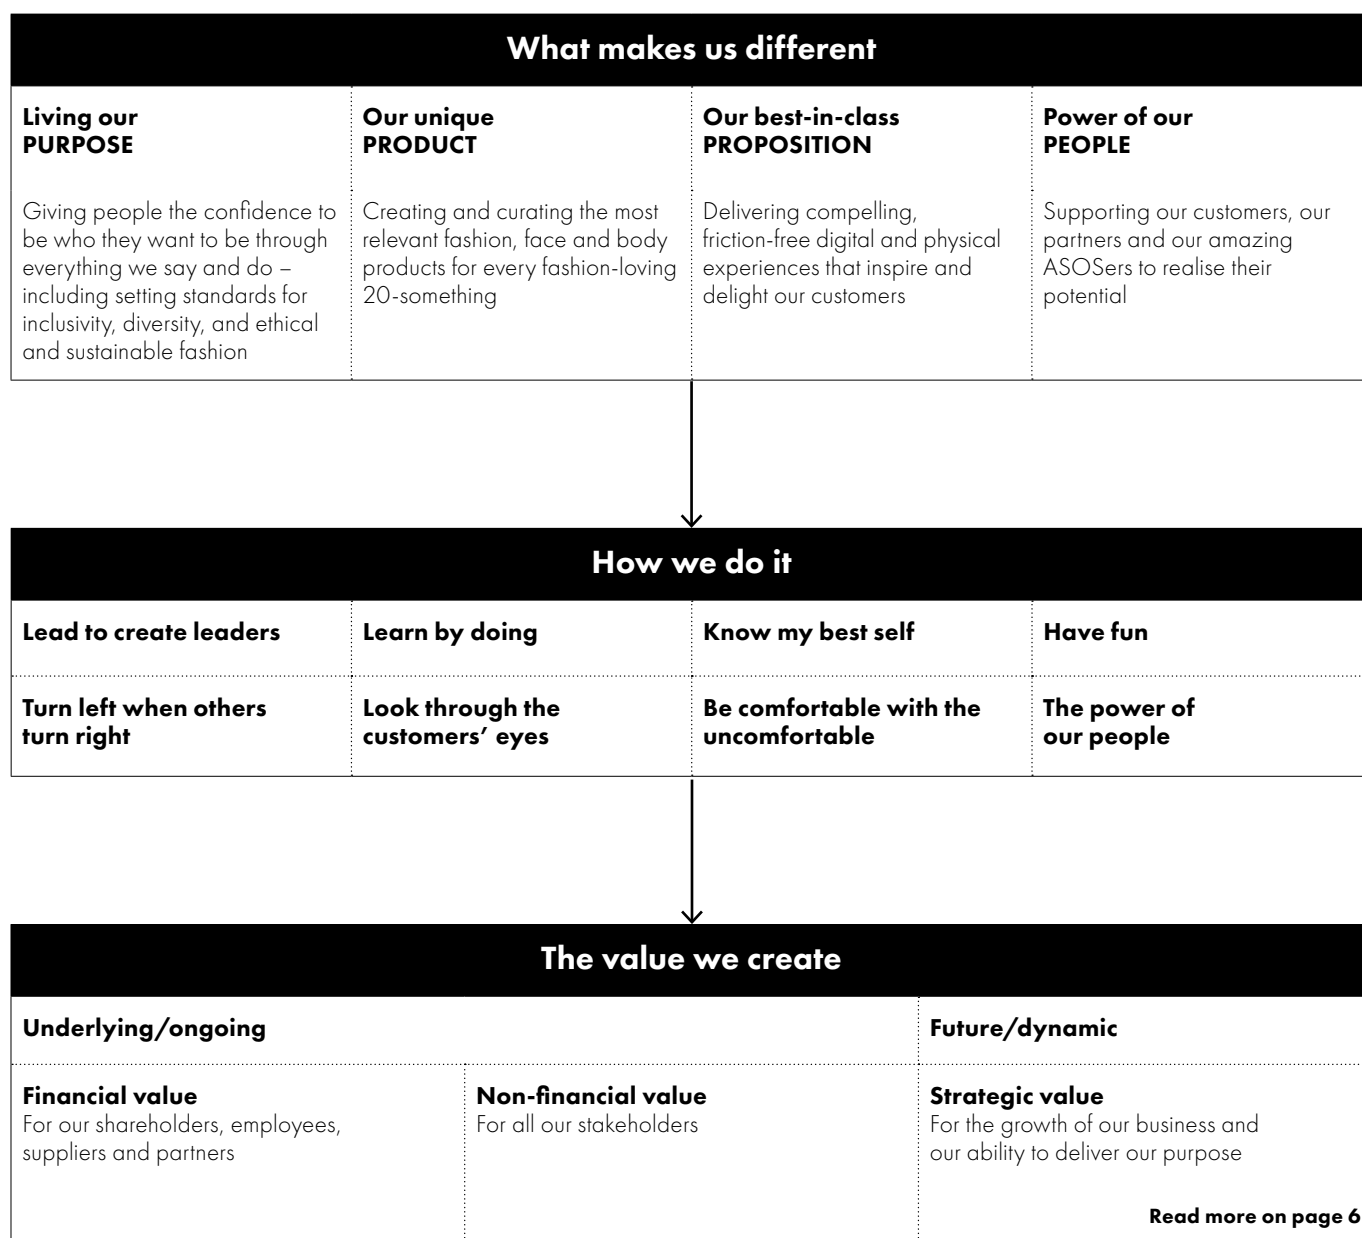 What makes us different
Living our
PURPOSE
Giving people the confidence to
be who they want to be through
everything we say and do –
including setting standards for
inclusivity, diversity, and ethical
and sustainable fashion
Our unique
PRODUCT
Creating and curating the most
relevant fashion, face and body
products for every fashion-loving
20-something
Our best-in-class
PROPOSITION
Delivering compelling,
friction-free digital and physical
experiences that inspire and
delight our customers
Power of our
PEOPLE
Supporting our customers, our
partners and our amazing
ASOSers to realise their
potential
How we do it
Lead to create leaders
Learn by doing
Know my best self
Have fun
Turn left when others
turn right
Look through the
customers’ eyes
Be comfortable with the
uncomfortable
The power of
our people
The value we create
Underlying/ongoing
Future/dynamic
Financial value
For our shareholders, employees,
suppliers and partners
Non-financial value
For all our stakeholders
Strategic value
For the growth of our business and
our ability to deliver our purpose
Read more on page 6